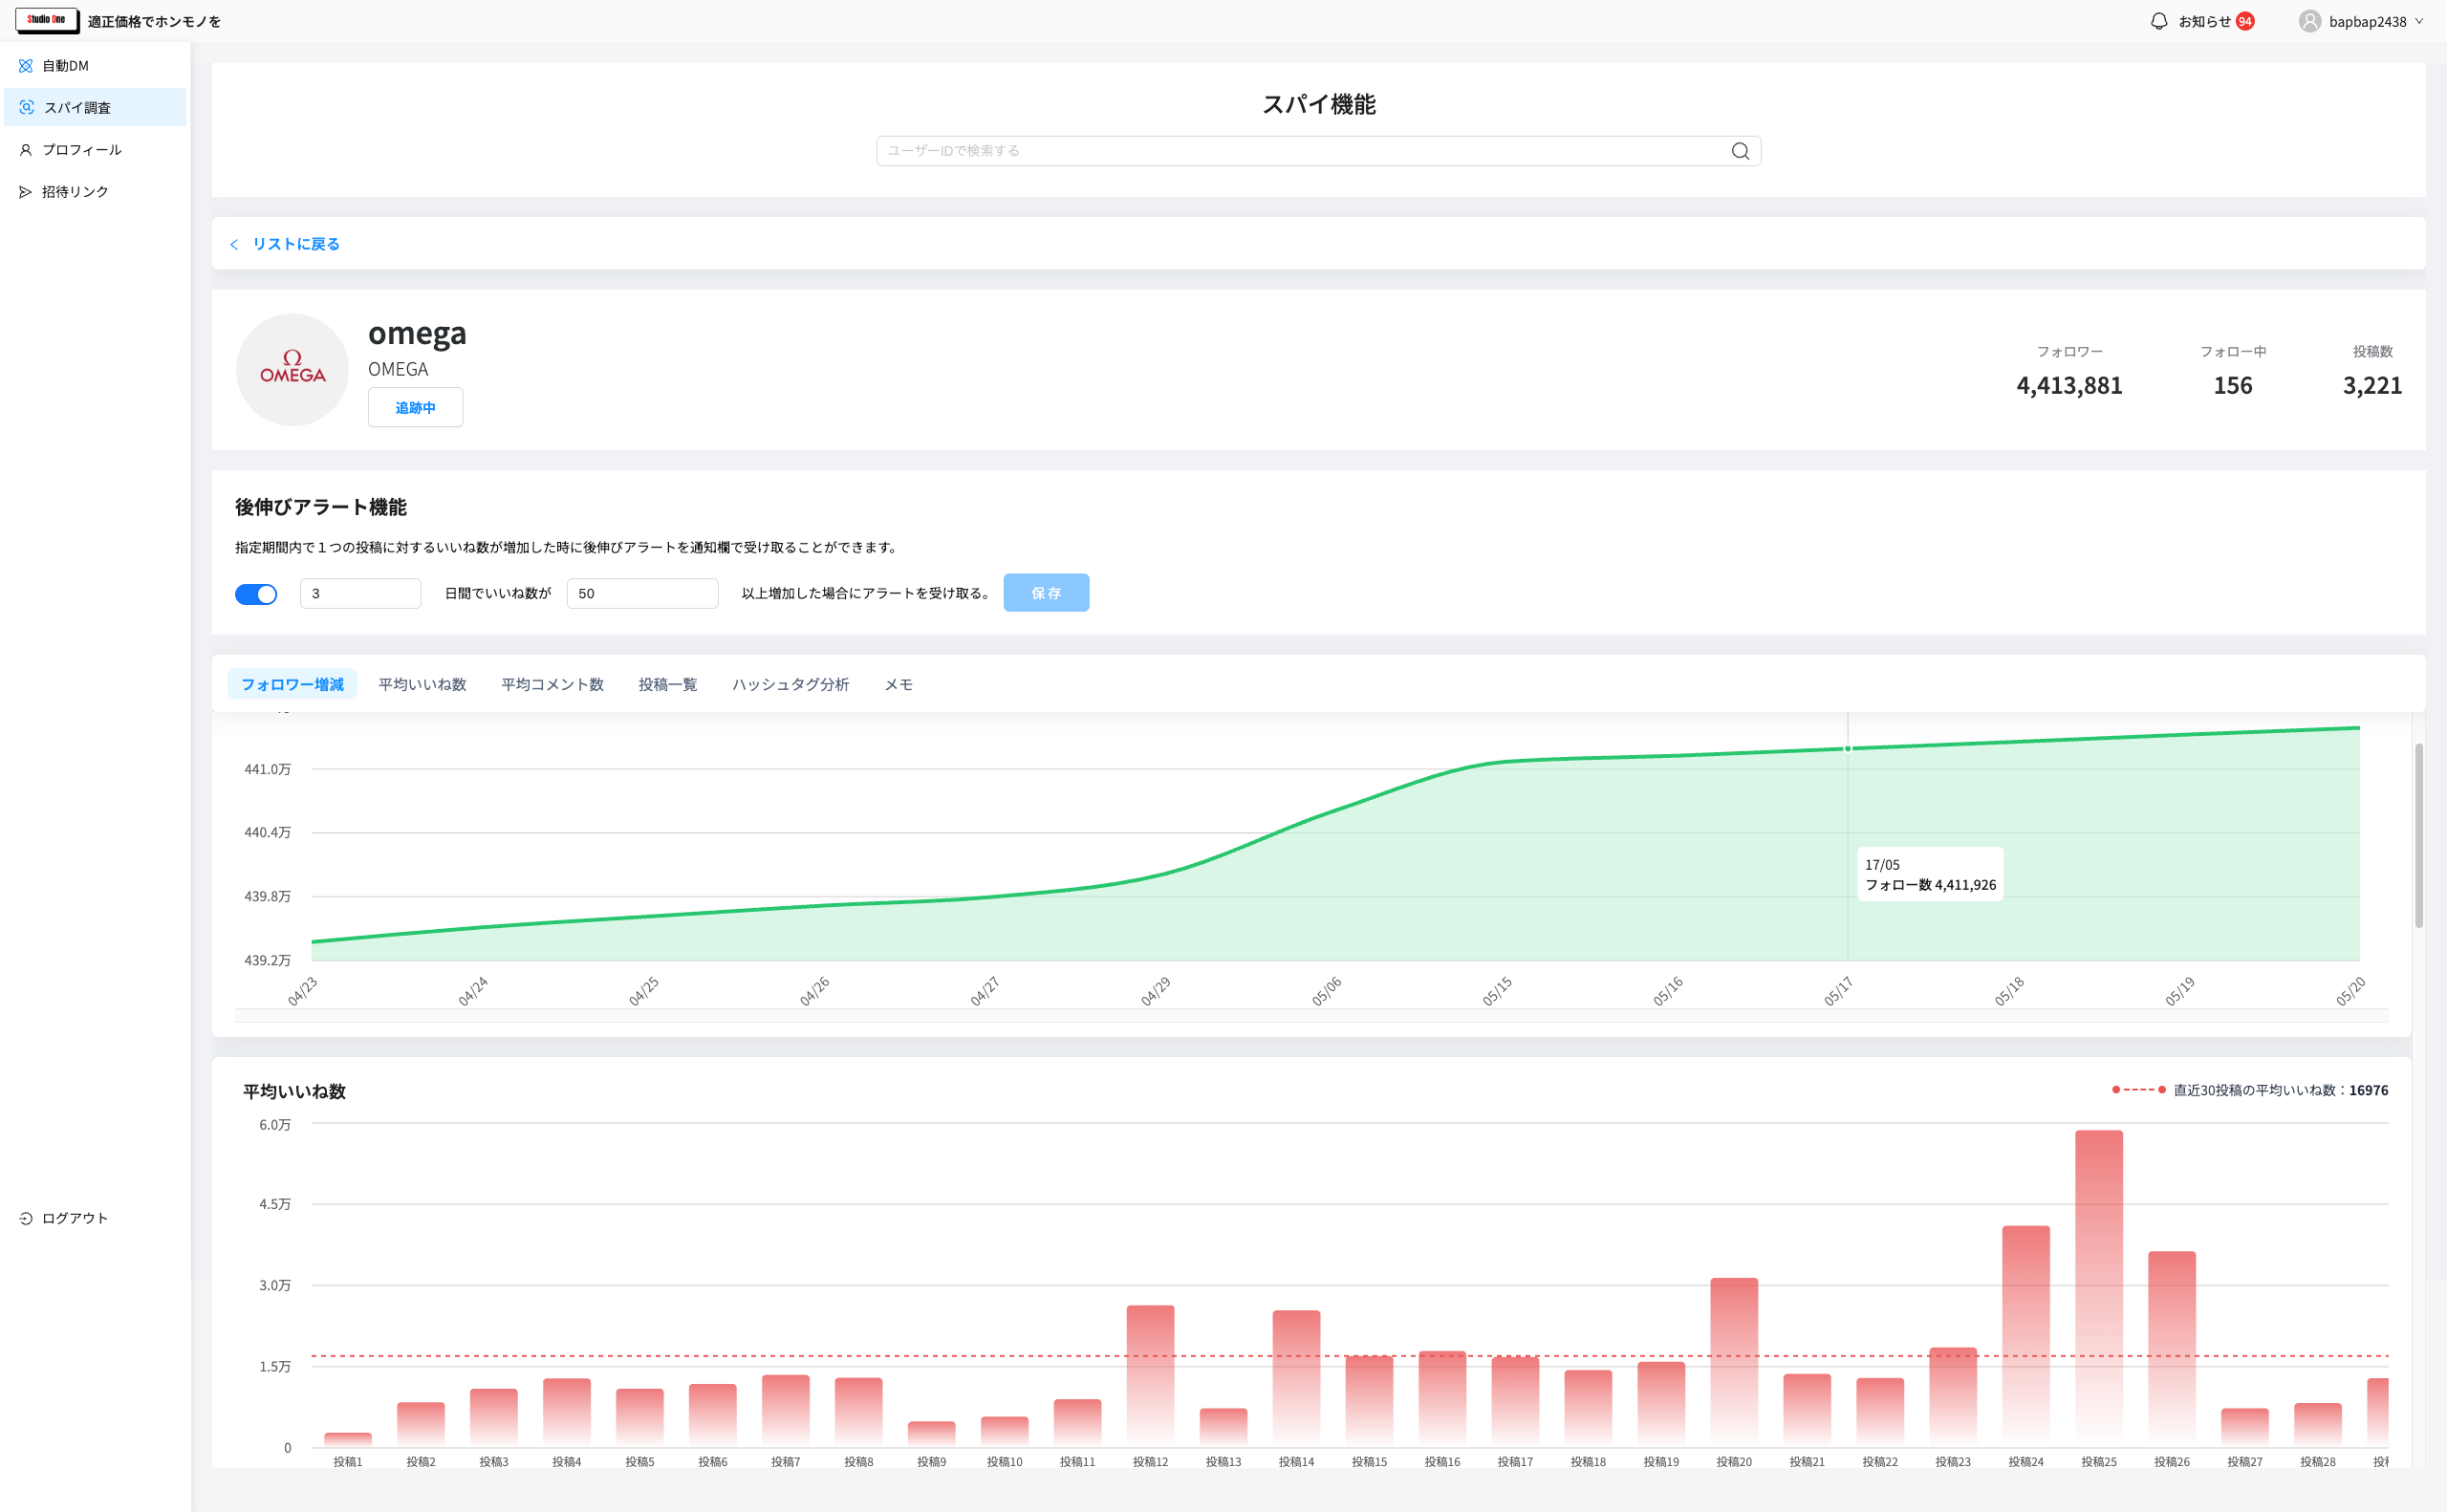 Studio One 適正価格でホンモノを
お知らせ 94 bapbap2438
自動DM
スパイ調査
プロフィール
招待リンク
ログアウト
スパイ機能
ユーザーIDで検索する
リストに戻る
Ω
OMEGA
omega
OMEGA
追跡中
フォロワー フォロー中 投稿数
4,413,881 156 3,221
後伸びアラート機能
指定期間内で１つの投稿に対するいいね数が増加した時に後伸びアラートを通知欄で受け取ることができます。
3 日間でいいね数が 50 以上増加した場合にアラートを受け取る。 保存
フォロワー増減 平均いいね数 平均コメント数 投稿一覧 ハッシュタグ分析 メモ
441.0万
440.4万
439.8万
439.2万
17/05
フォロー数 4,411,926
04/23 04/24 04/25 04/26 04/27 04/29 05/06 05/15 05/16 05/17 05/18 05/19 05/20
平均いいね数
直近30投稿の平均いいね数：16976
6.0万
4.5万
3.0万
1.5万
0
投稿1 投稿2 投稿3 投稿4 投稿5 投稿6 投稿7 投稿8 投稿9 投稿10 投稿11 投稿12 投稿13 投稿14 投稿15 投稿16 投稿17 投稿18 投稿19 投稿20 投稿21 投稿22 投稿23 投稿24 投稿25 投稿26 投稿27 投稿28